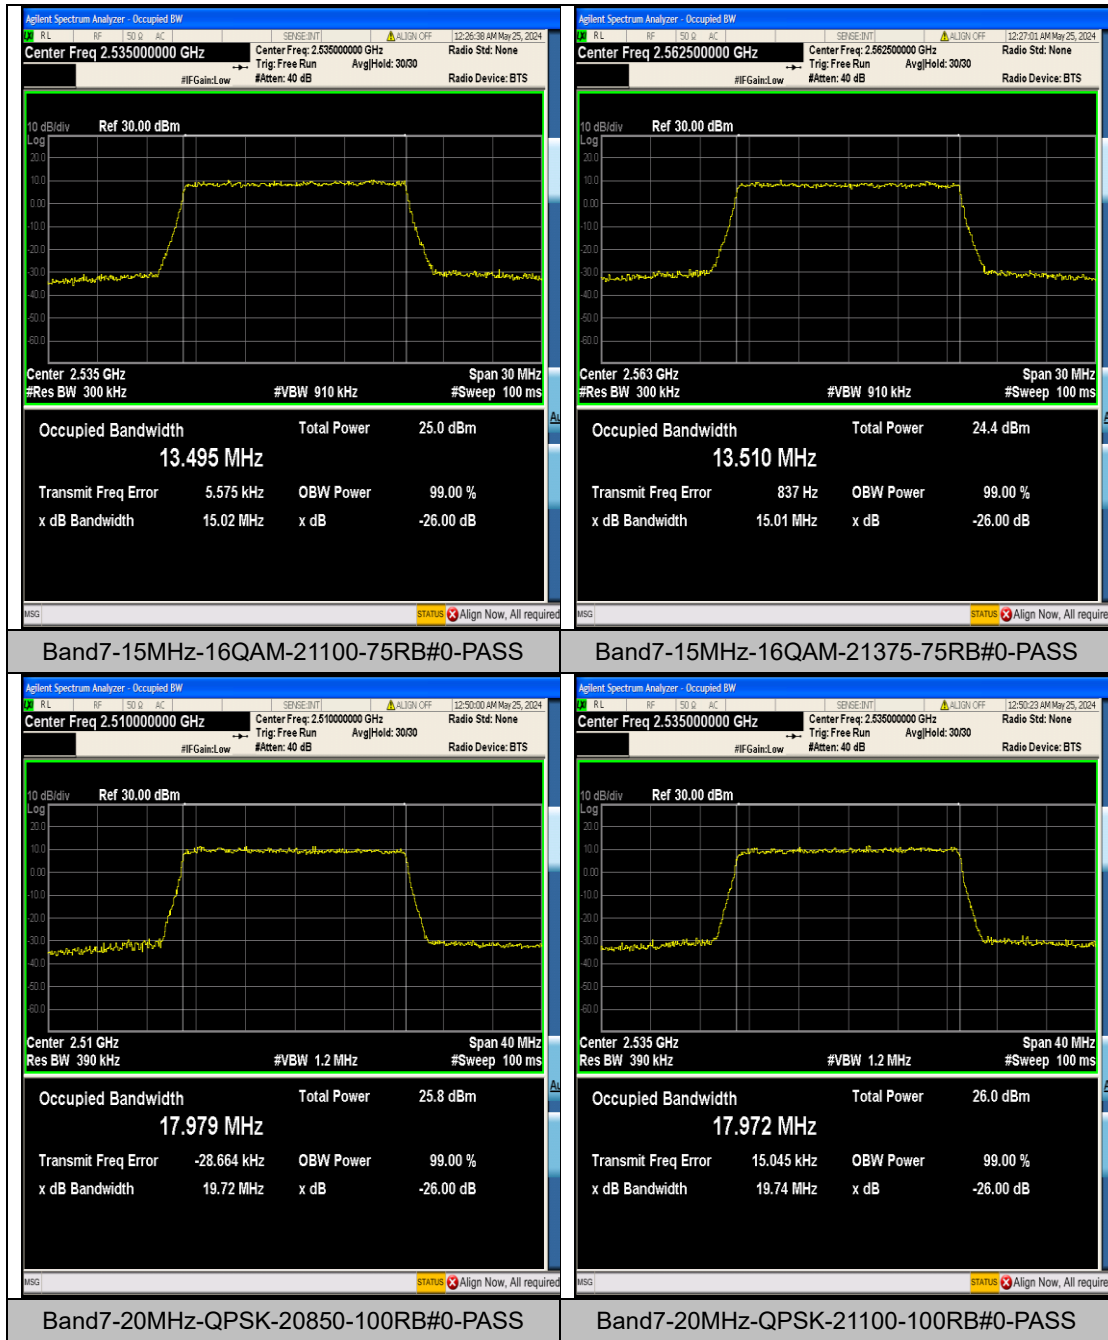 Agilent Spectrum Analyzer - Occupied BW
RL RF 50 Ω AC SENSE:INT ALIGN OFF 12:26:38 AM May 25, 2024
Center Freq 2.535000000 GHz Center Freq: 2.535000000 GHz Radio Std: None
Trig: Free Run Avg|Hold: 30/30
#IFGain:Low #Atten: 40 dB Radio Device: BTS
10 dB/div Ref 30.00 dBm
Log
20.0
10.0
0.00
-10.0
-20.0
-30.0
-40.0
-50.0
-60.0
Center 2.535 GHz Span 30 MHz
#Res BW 300 kHz #VBW 910 kHz #Sweep 100 ms
Occupied Bandwidth Total Power 25.0 dBm
13.495 MHz
Transmit Freq Error 5.575 kHz OBW Power 99.00 %
x dB Bandwidth 15.02 MHz x dB -26.00 dB
MSG STATUS Align Now, All required
Band7-15MHz-16QAM-21100-75RB#0-PASS
Agilent Spectrum Analyzer - Occupied BW
RL RF 50 Ω AC SENSE:INT ALIGN OFF 12:27:01 AM May 25, 2024
Center Freq 2.562500000 GHz Center Freq: 2.562500000 GHz Radio Std: None
Trig: Free Run Avg|Hold: 30/30
#IFGain:Low #Atten: 40 dB Radio Device: BTS
10 dB/div Ref 30.00 dBm
Log
20.0
10.0
0.00
-10.0
-20.0
-30.0
-40.0
-50.0
-60.0
Center 2.563 GHz Span 30 MHz
#Res BW 300 kHz #VBW 910 kHz #Sweep 100 ms
Occupied Bandwidth Total Power 24.4 dBm
13.510 MHz
Transmit Freq Error 837 Hz OBW Power 99.00 %
x dB Bandwidth 15.01 MHz x dB -26.00 dB
MSG STATUS Align Now, All require
Band7-15MHz-16QAM-21375-75RB#0-PASS
Agilent Spectrum Analyzer - Occupied BW
RL RF 50 Ω AC SENSE:INT ALIGN OFF 12:50:00 AM May 25, 2024
Center Freq 2.510000000 GHz Center Freq: 2.510000000 GHz Radio Std: None
Trig: Free Run Avg|Hold: 30/30
#IFGain:Low #Atten: 40 dB Radio Device: BTS
10 dB/div Ref 30.00 dBm
Log
20.0
10.0
0.00
-10.0
-20.0
-30.0
-40.0
-50.0
-60.0
Center 2.51 GHz Span 40 MHz
Res BW 390 kHz #VBW 1.2 MHz #Sweep 100 ms
Occupied Bandwidth Total Power 25.8 dBm
17.979 MHz
Transmit Freq Error -28.664 kHz OBW Power 99.00 %
x dB Bandwidth 19.72 MHz x dB -26.00 dB
MSG STATUS Align Now, All required
Band7-20MHz-QPSK-20850-100RB#0-PASS
Agilent Spectrum Analyzer - Occupied BW
RL RF 50 Ω AC SENSE:INT ALIGN OFF 12:50:23 AM May 25, 2024
Center Freq 2.535000000 GHz Center Freq: 2.535000000 GHz Radio Std: None
Trig: Free Run Avg|Hold: 30/30
#IFGain:Low #Atten: 40 dB Radio Device: BTS
10 dB/div Ref 30.00 dBm
Log
20.0
10.0
0.00
-10.0
-20.0
-30.0
-40.0
-50.0
-60.0
Center 2.535 GHz Span 40 MHz
Res BW 390 kHz #VBW 1.2 MHz #Sweep 100 ms
Occupied Bandwidth Total Power 26.0 dBm
17.972 MHz
Transmit Freq Error 15.045 kHz OBW Power 99.00 %
x dB Bandwidth 19.74 MHz x dB -26.00 dB
MSG STATUS Align Now, All require
Band7-20MHz-QPSK-21100-100RB#0-PASS